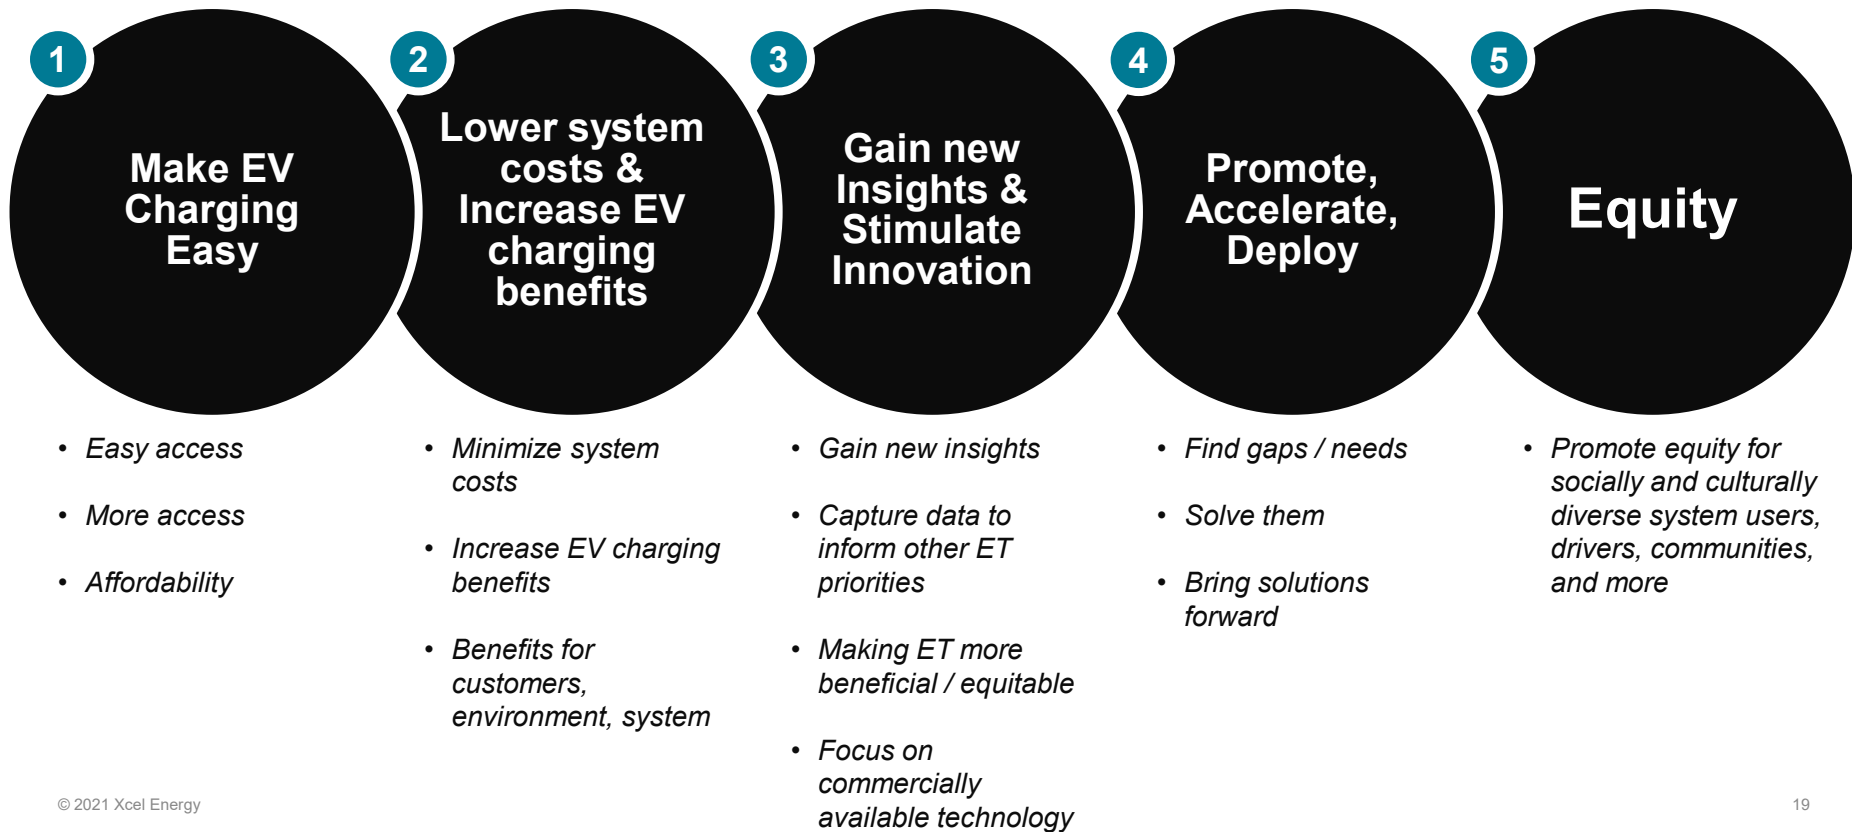 1
Make EV
Charging
Easy
2
Lower system
costs &
Increase EV
charging
benefits
3
Gain new
Insights &
Stimulate
Innovation
4
Promote,
Accelerate,
Deploy
5
Equity
• Easy access
• More access
• Affordability
• Minimize system
costs
• Increase EV charging
benefits
• Benefits for
customers,
environment, system
• Gain new insights
• Capture data to
inform other ET
priorities
• Making ET more
beneficial / equitable
• Focus on
commercially
available technology
• Find gaps / needs
• Solve them
• Bring solutions
forward
• Promote equity for
socially and culturally
diverse system users,
drivers, communities,
and more
© 2021 Xcel Energy
19